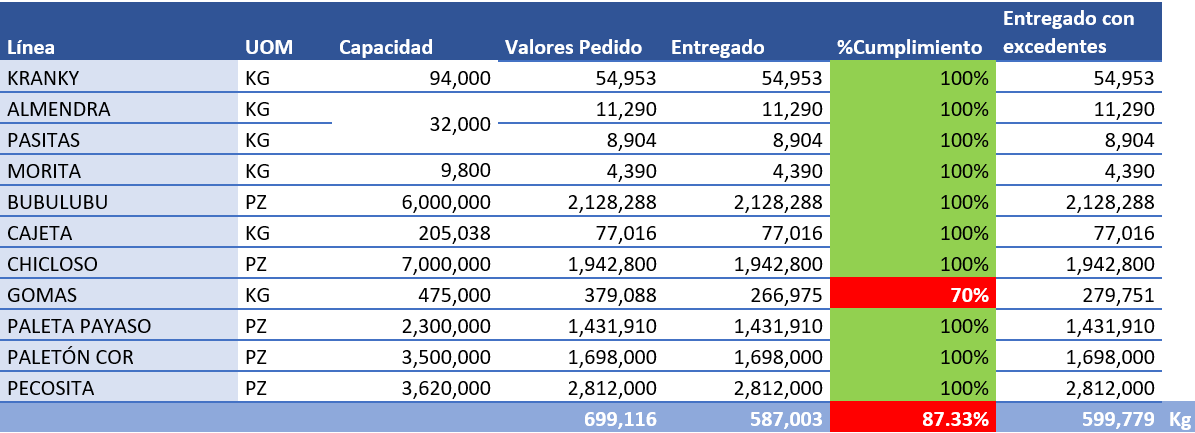 Línea UOM Capacidad Valores Pedido Entregado %Cumplimiento Entregado con excedentes
KRANKY KG 94,000 54,953 54,953 100% 54,953
ALMENDRA KG 32,000 11,290 11,290 100% 11,290
PASITAS KG 8,904 8,904 100% 8,904
MORITA KG 9,800 4,390 4,390 100% 4,390
BUBULUBU PZ 6,000,000 2,128,288 2,128,288 100% 2,128,288
CAJETA KG 205,038 77,016 77,016 100% 77,016
CHICLOSO PZ 7,000,000 1,942,800 1,942,800 100% 1,942,800
GOMAS KG 475,000 379,088 266,975 70% 279,751
PALETA PAYASO PZ 2,300,000 1,431,910 1,431,910 100% 1,431,910
PALETÓN COR PZ 3,500,000 1,698,000 1,698,000 100% 1,698,000
PECOSITA PZ 3,620,000 2,812,000 2,812,000 100% 2,812,000
699,116 587,003 87.33% 599,779 Kg